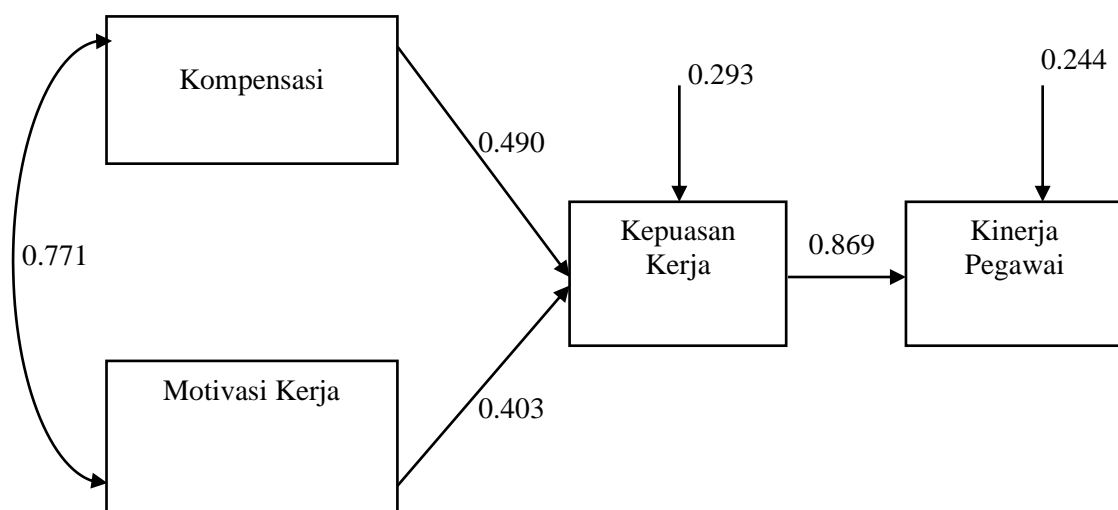 Kompensasi
0.293
0.244
0.490
Kepuasan
Kerja
Kinerja
Pegawai
0.869
0.771
Motivasi Kerja
0.403